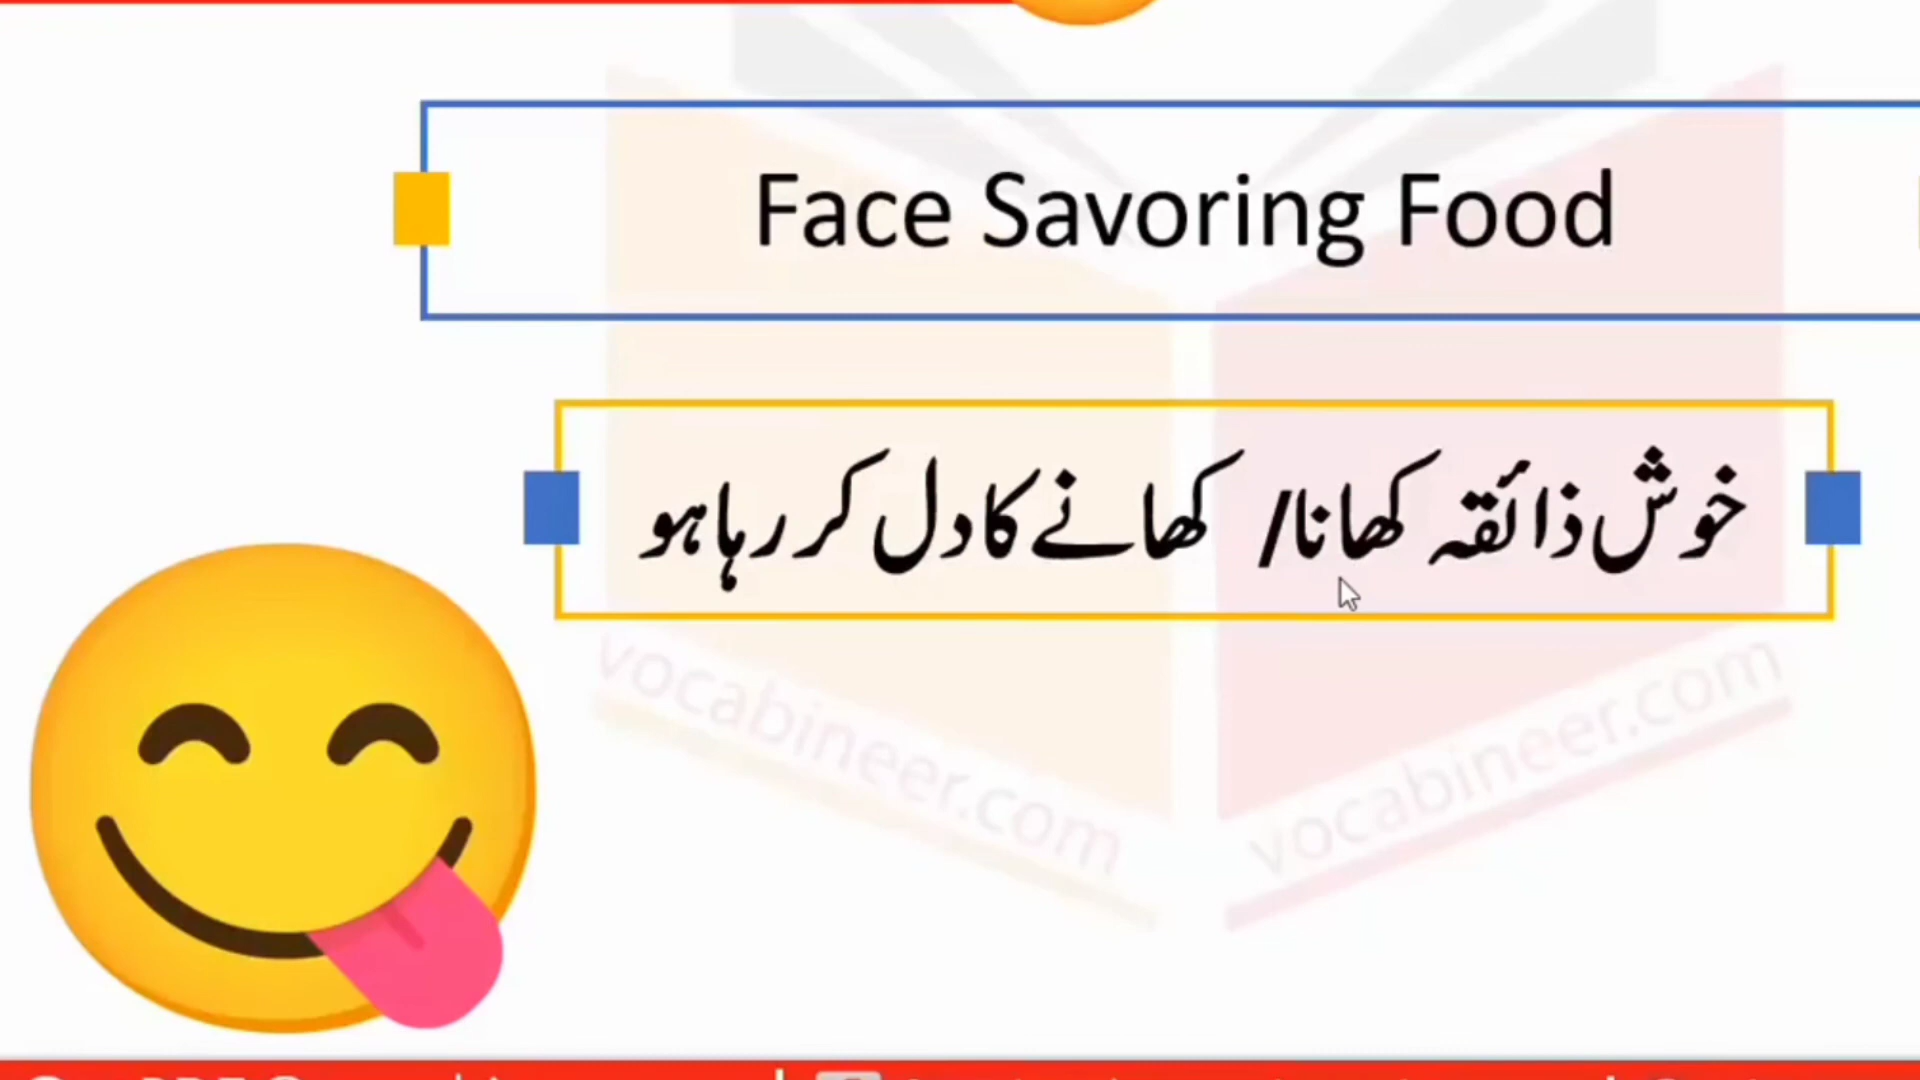 Face Savoring Food
خوش ذائقہ کھانا/ کھانے کا دل کر رہا ہو
vocabineer.com
vocabineer.com